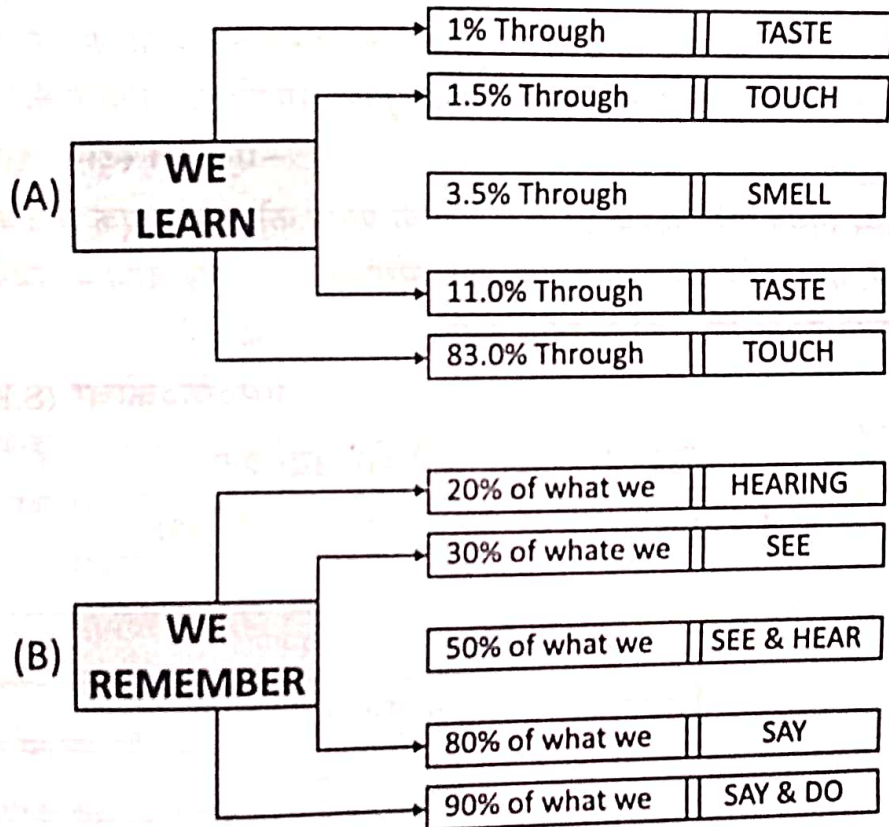 1% Through TASTE
1.5% Through TOUCH
(A) WE LEARN
3.5% Through SMELL
11.0% Through TASTE
83.0% Through TOUCH
20% of what we HEARING
30% of whate we SEE
(B) WE REMEMBER
50% of what we SEE & HEAR
80% of what we SAY
90% of what we SAY & DO